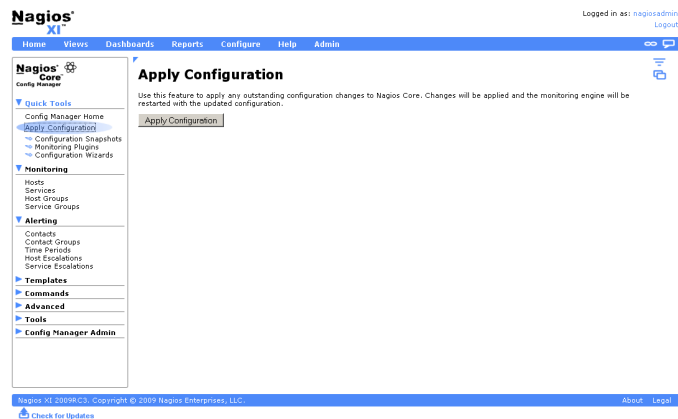 Nagios®
XI™
Logged in as: nagiosadmin
Logout
Home Views Dashboards Reports Configure Help Admin
Nagios®
Core™
Config Manager
Quick Tools
Config Manager Home
Apply Configuration
Configuration Snapshots
Monitoring Plugins
Configuration Wizards
Monitoring
Hosts
Services
Host Groups
Service Groups
Alerting
Contacts
Contact Groups
Time Periods
Host Escalations
Service Escalations
Templates
Commands
Advanced
Tools
Config Manager Admin
Apply Configuration
Use this feature to apply any outstanding configuration changes to Nagios Core. Changes will be applied and the monitoring engine will be
restarted with the updated configuration.
Apply Configuration
Nagios XI 2009RC3. Copyright © 2009 Nagios Enterprises, LLC.
About Legal
Check for Updates